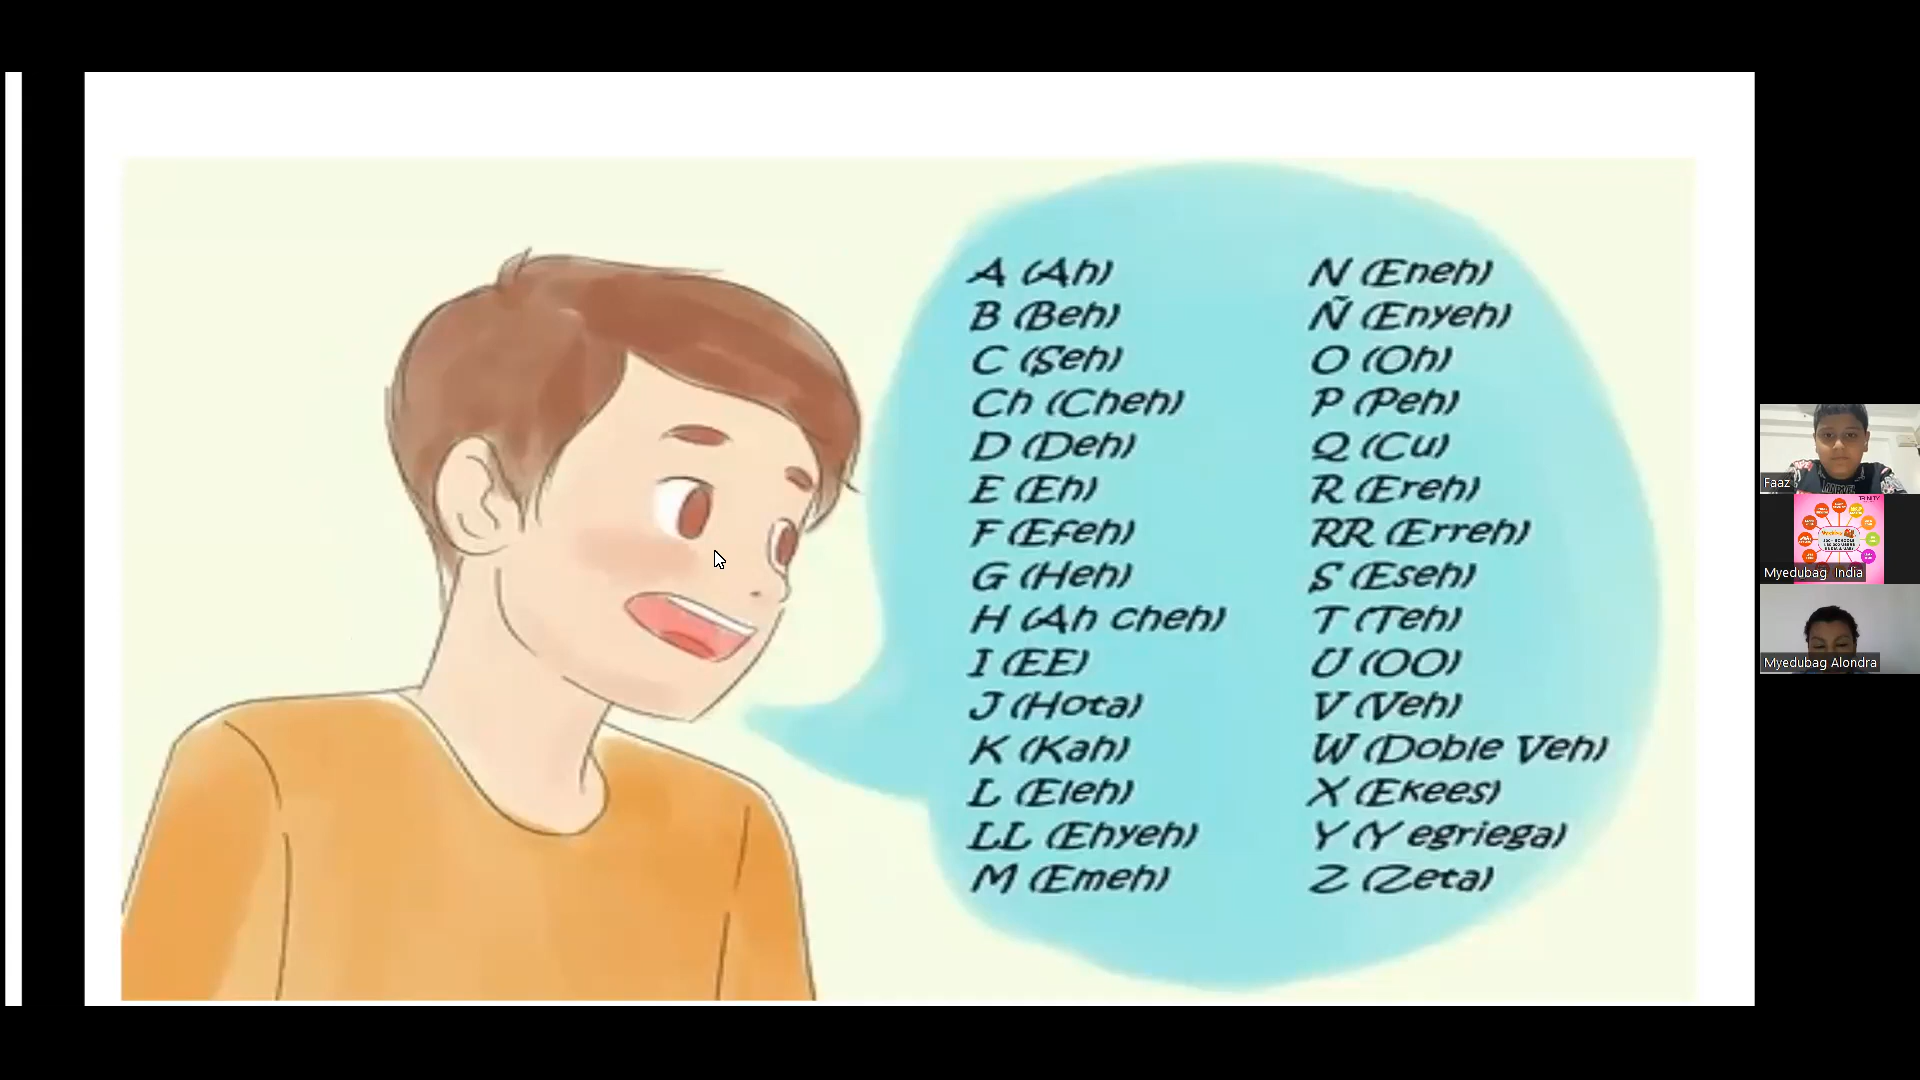 A (Ah)
B (Beh)
C (Seh)
Ch (Cheh)
D (Deh)
E (Eh)
F (Efeh)
G (Heh)
H (Ah cheh)
I (EE)
J (Hota)
K (Kah)
L (Eleh)
LL (Ehyeh)
M (Emeh)
N (Eneh)
Ñ (Enyeh)
O (Oh)
P (Peh)
Q (Cu)
R (Ereh)
RR (Erreh)
S (Eseh)
T (Teh)
U (OO)
V (Veh)
W (Doble Veh)
X (Ekees)
Y (Y egriega)
Z (Zeta)
Faaz
TRINITY
Myedubag India
Myedubag Alondra